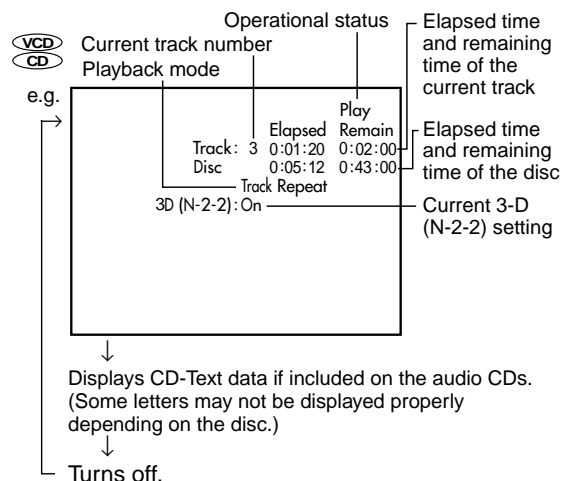 Operational status
Elapsed time
and remaining
time of the
current track
VCD
CD
Current track number
Playback mode
e.g.
Play
Elapsed Remain
Track: 3 0:01:20 0:02:00
Disc 0:05:12 0:43:00
Track Repeat
3D (N-2-2): On
Elapsed time
and remaining
time of the disc
Current 3-D
(N-2-2) setting
Displays CD-Text data if included on the audio CDs.
(Some letters may not be displayed properly
depending on the disc.)
Turns off.